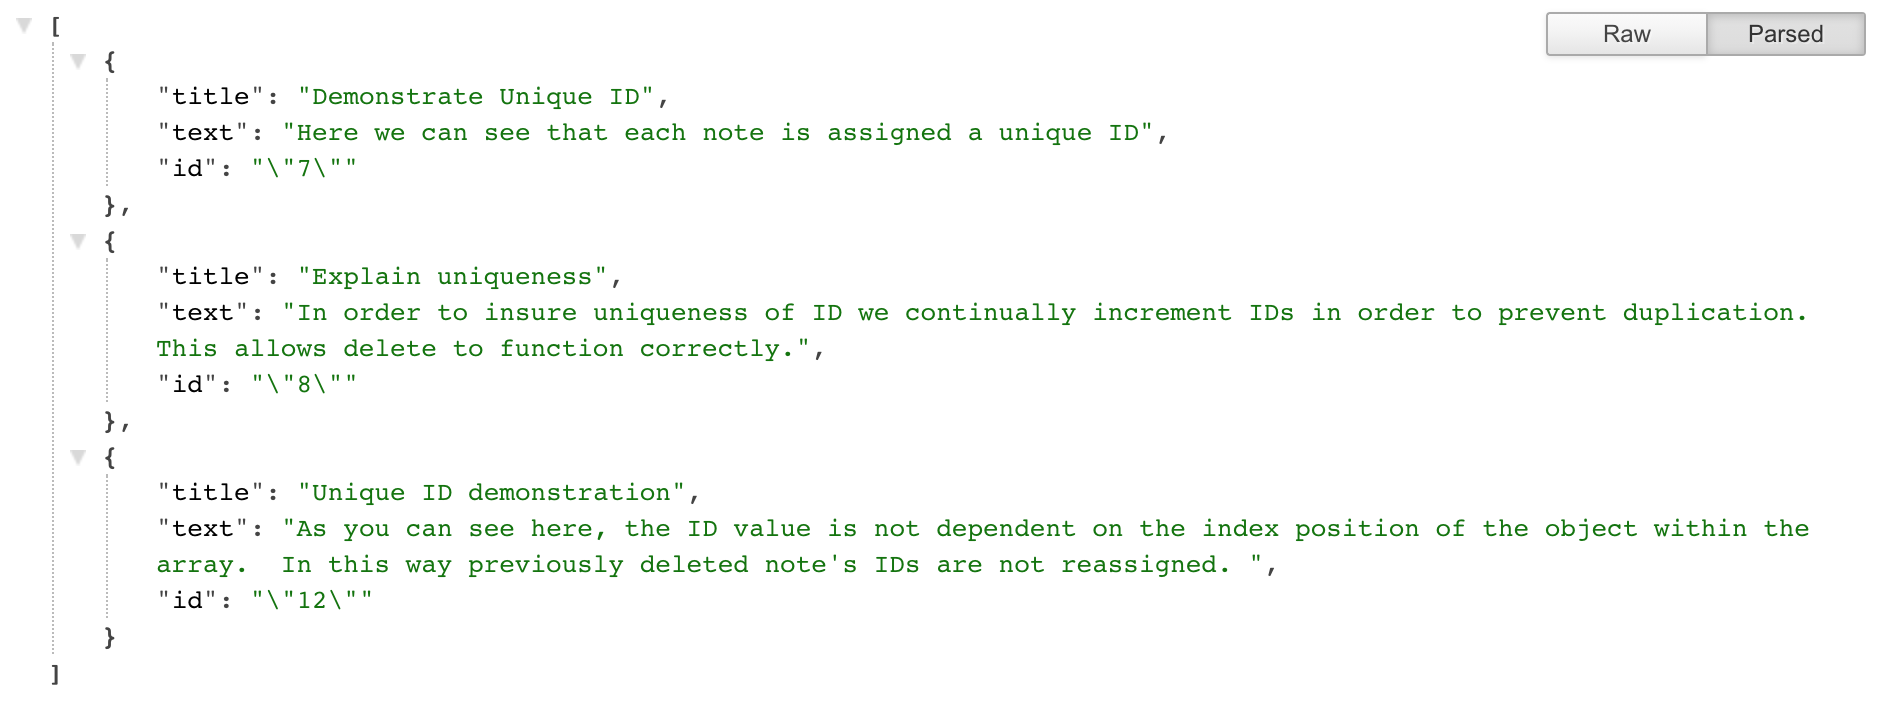 [
Raw Parsed
{
"title": "Demonstrate Unique ID",
"text": "Here we can see that each note is assigned a unique ID",
"id": "\"7\""
},
{
"title": "Explain uniqueness",
"text": "In order to insure uniqueness of ID we continually increment IDs in order to prevent duplication.
This allows delete to function correctly.",
"id": "\"8\""
},
{
"title": "Unique ID demonstration",
"text": "As you can see here, the ID value is not dependent on the index position of the object within the
array.  In this way previously deleted note's IDs are not reassigned. ",
"id": "\"12\""
}
]